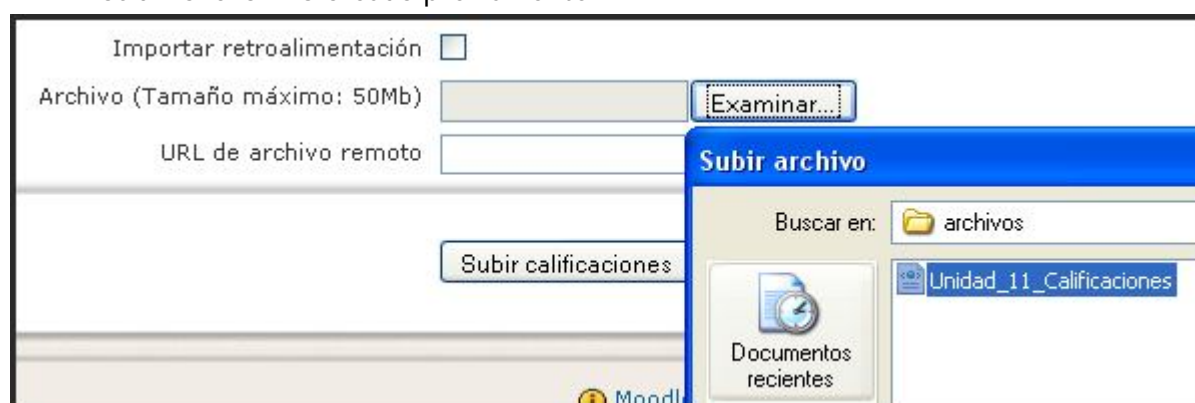 Importar retroalimentación
Archivo (Tamaño máximo: 50Mb)
Examinar...
URL de archivo remoto
Subir archivo
Buscar en:
archivos
Subir calificaciones
Unidad_11_Calificaciones
Documentos
recientes